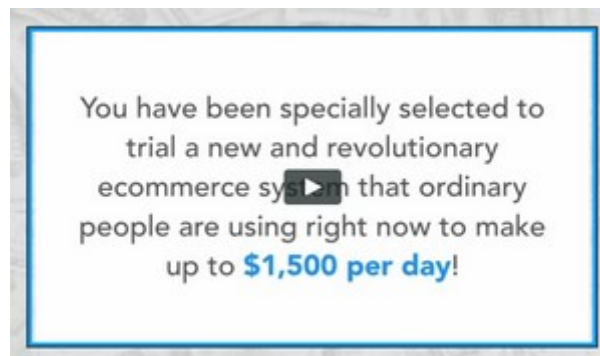 You have been specially selected to
trial a new and revolutionary
ecommerce system that ordinary
people are using right now to make
up to $1,500 per day!